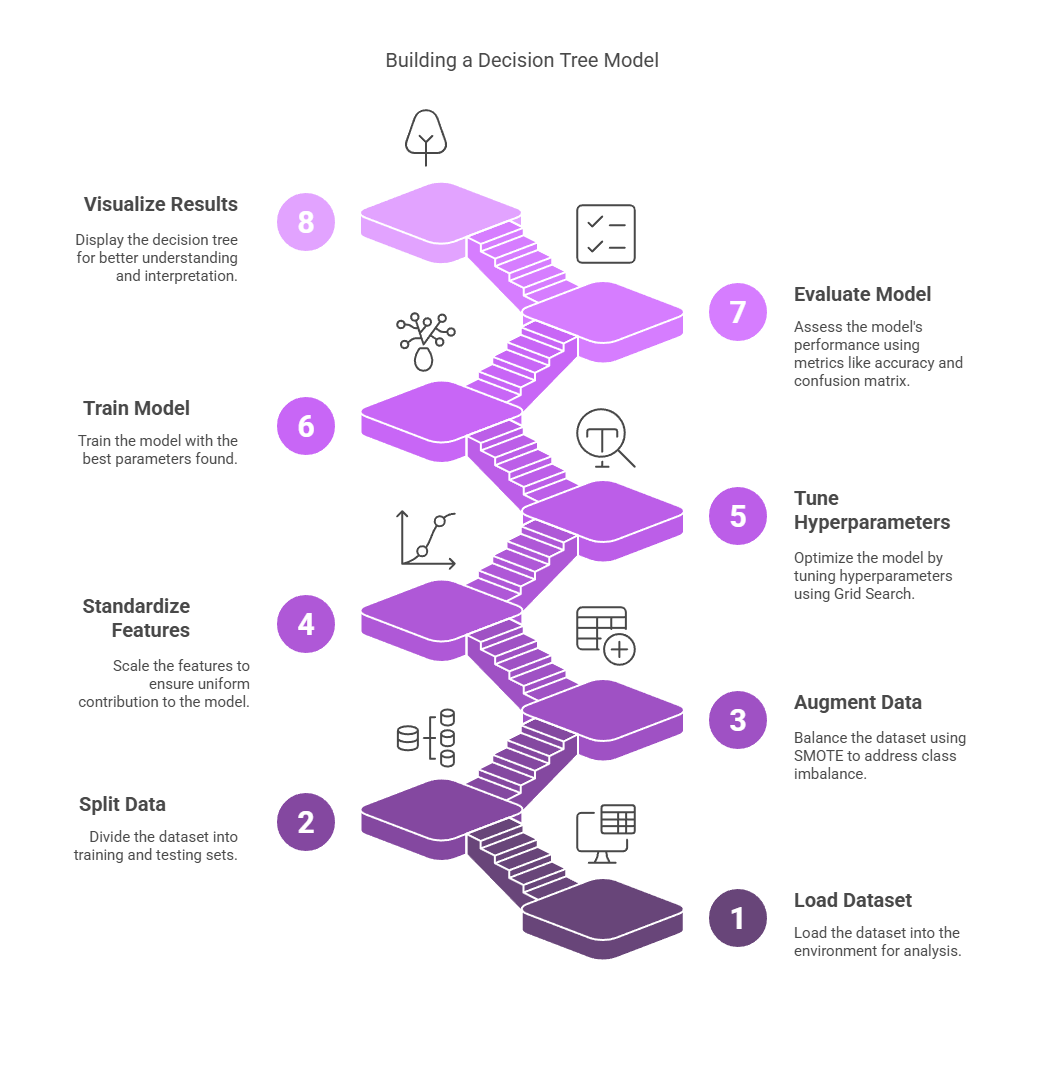 Building a Decision Tree Model
Visualize Results
8
Display the decision tree
for better understanding
and interpretation.
7
Evaluate Model
Assess the model's
performance using
metrics like accuracy and
confusion matrix.
Train Model
6
Train the model with the
best parameters found.
5
Tune
Hyperparameters
Optimize the model by
tuning hyperparameters
using Grid Search.
Standardize
Features
4
Scale the features to
ensure uniform
contribution to the model.
3
Augment Data
Balance the dataset using
SMOTE to address class
imbalance.
Split Data
2
Divide the dataset into
training and testing sets.
1
Load Dataset
Load the dataset into the
environment for analysis.